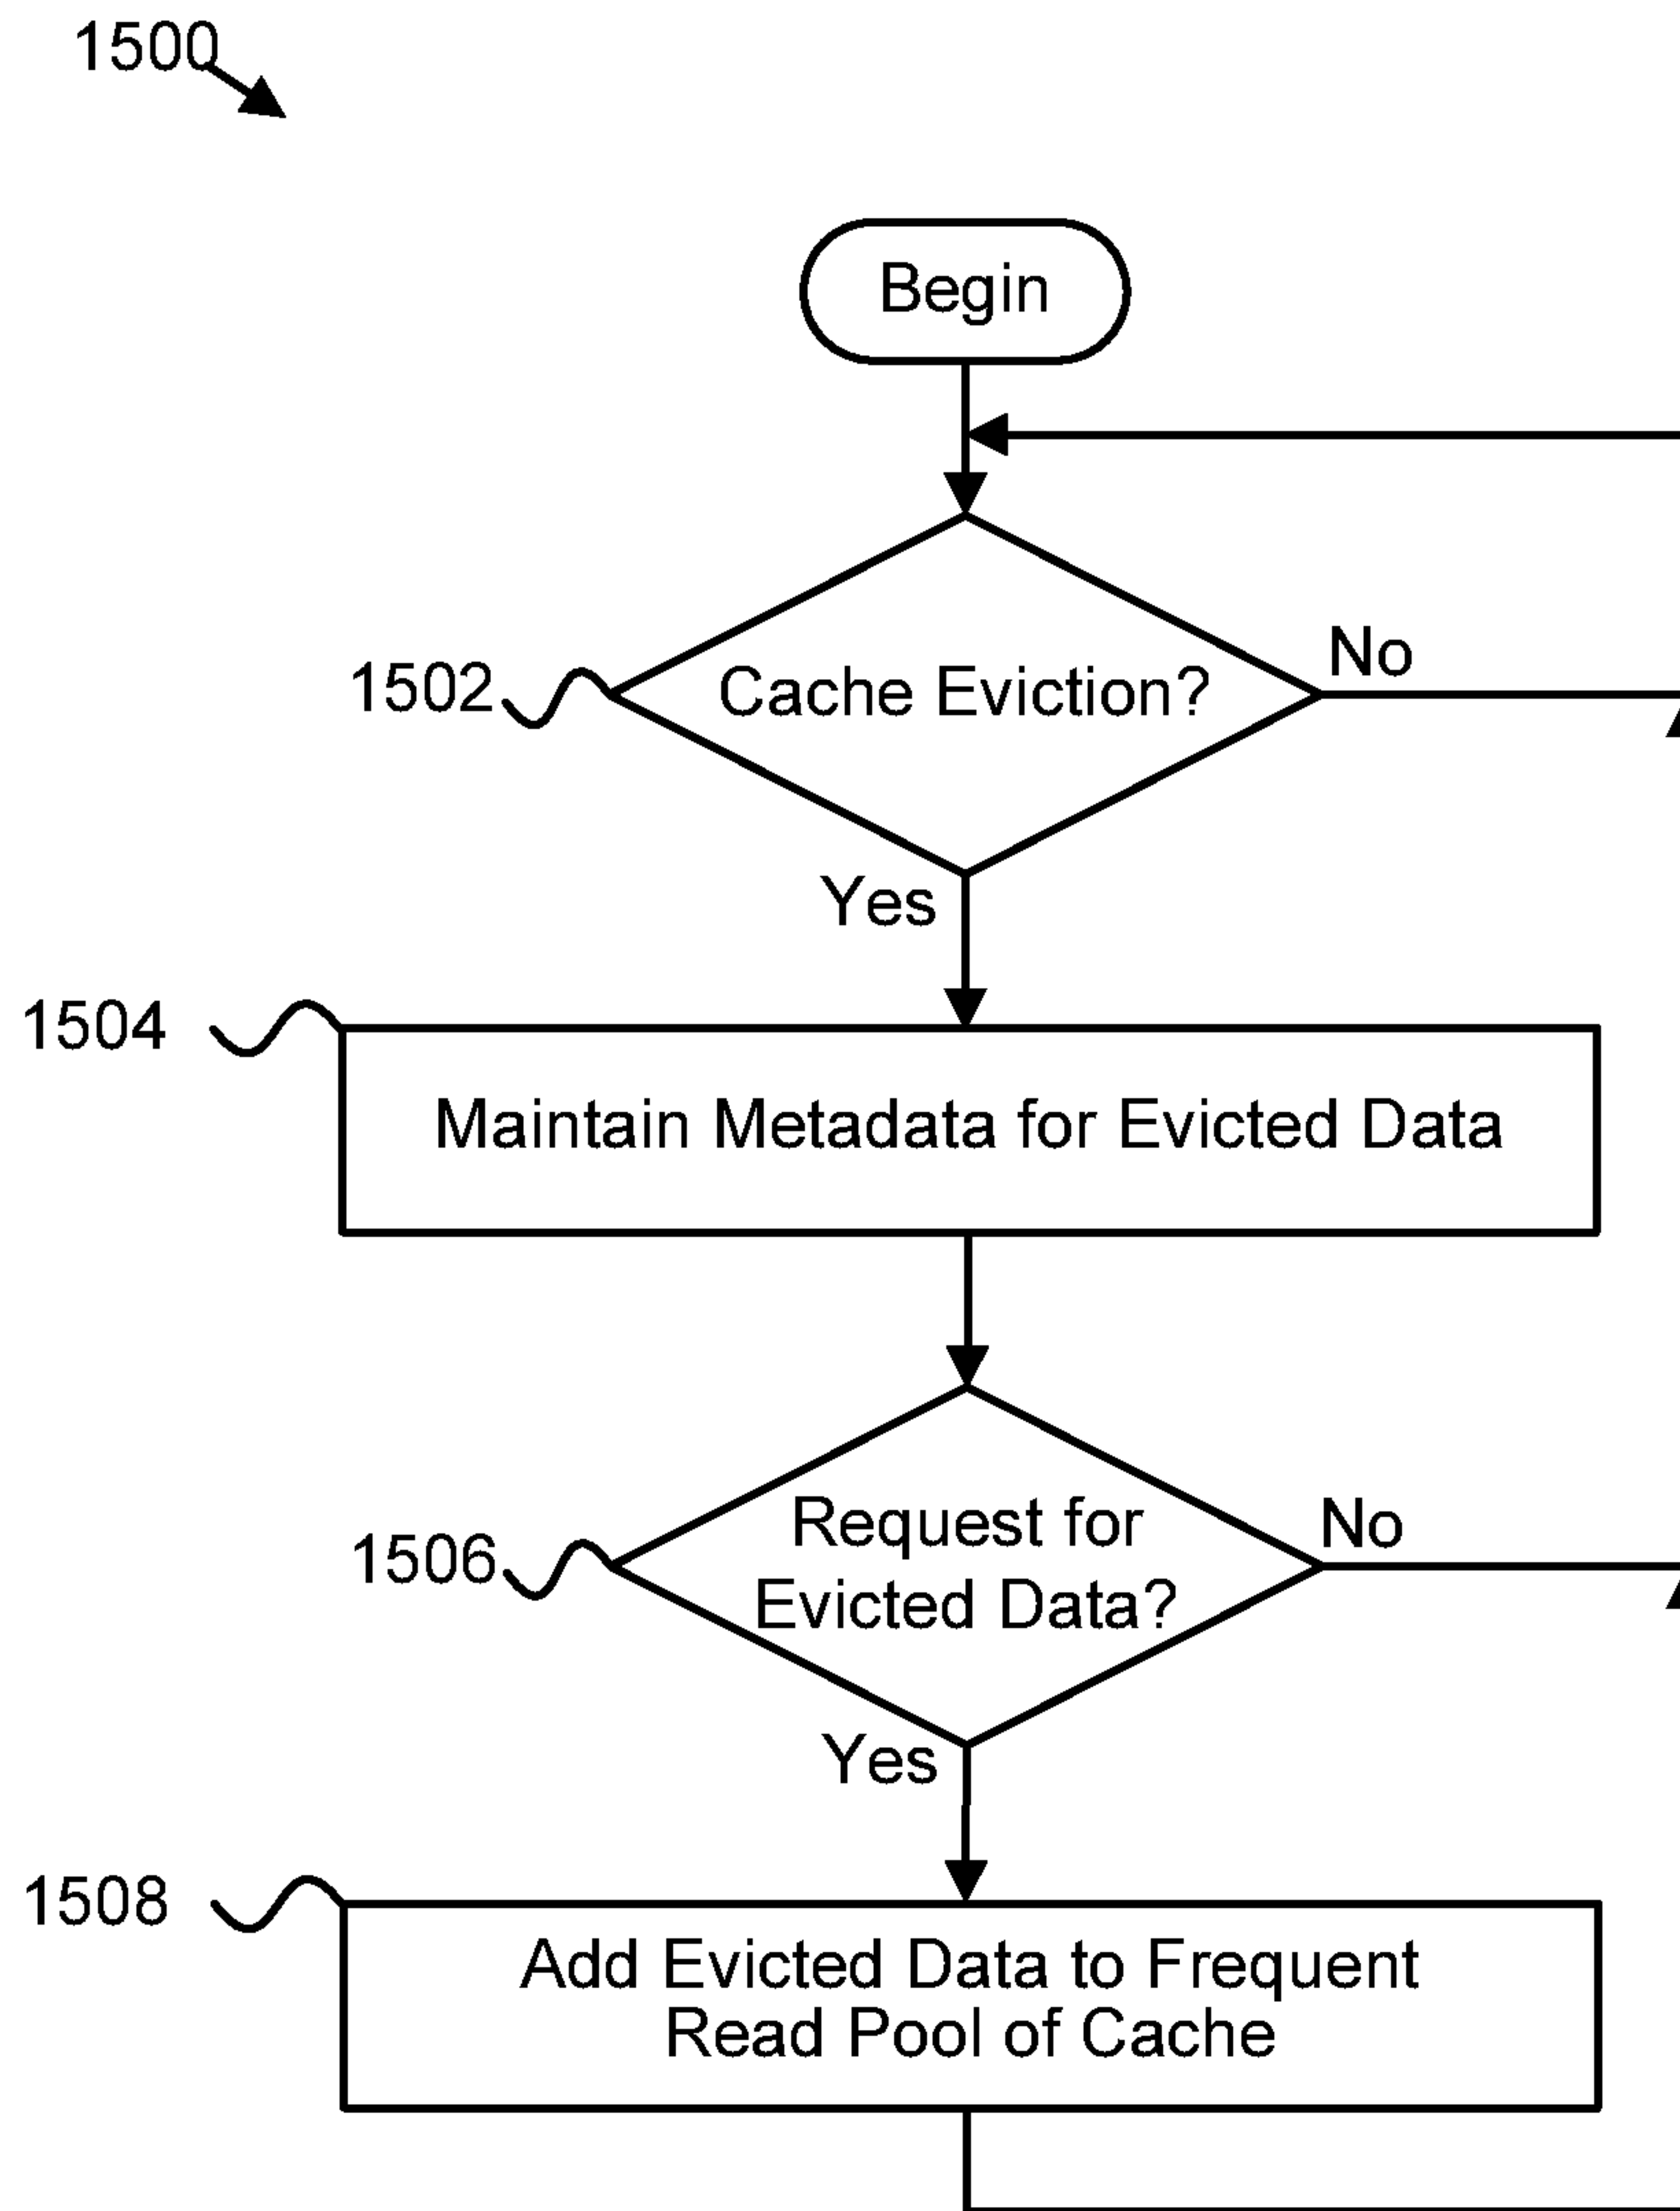 1500
Begin
1502
Cache Eviction?
No
Yes
1504
Maintain Metadata for Evicted Data
1506
Request for
Evicted Data?
No
Yes
1508
Add Evicted Data to Frequent
Read Pool of Cache